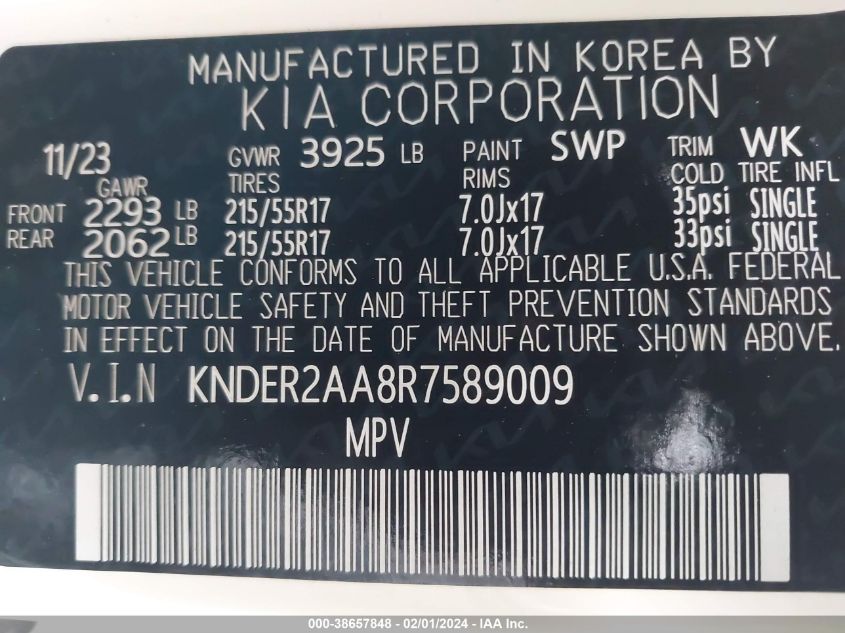 MANUFACTURED IN KOREA BY
KIA CORPORATION
11/23 GVWR 3925 LB PAINT SWP TRIM WK
GAWR TIRES RIMS COLD TIRE INFL
FRONT 2293 LB 215/55R17 7.0Jx17 35psi SINGLE
REAR 2062 LB 215/55R17 7.0Jx17 33psi SINGLE
THIS VEHICLE CONFORMS TO ALL APPLICABLE U.S.A. FEDERAL
MOTOR VEHICLE SAFETY AND THEFT PREVENTION STANDARDS
IN EFFECT ON THE DATE OF MANUFACTURE SHOWN ABOVE.
V.I.N KNDER2AA8R7589009
MPV
000-38657848 - 02/01/2024 - IAA Inc.